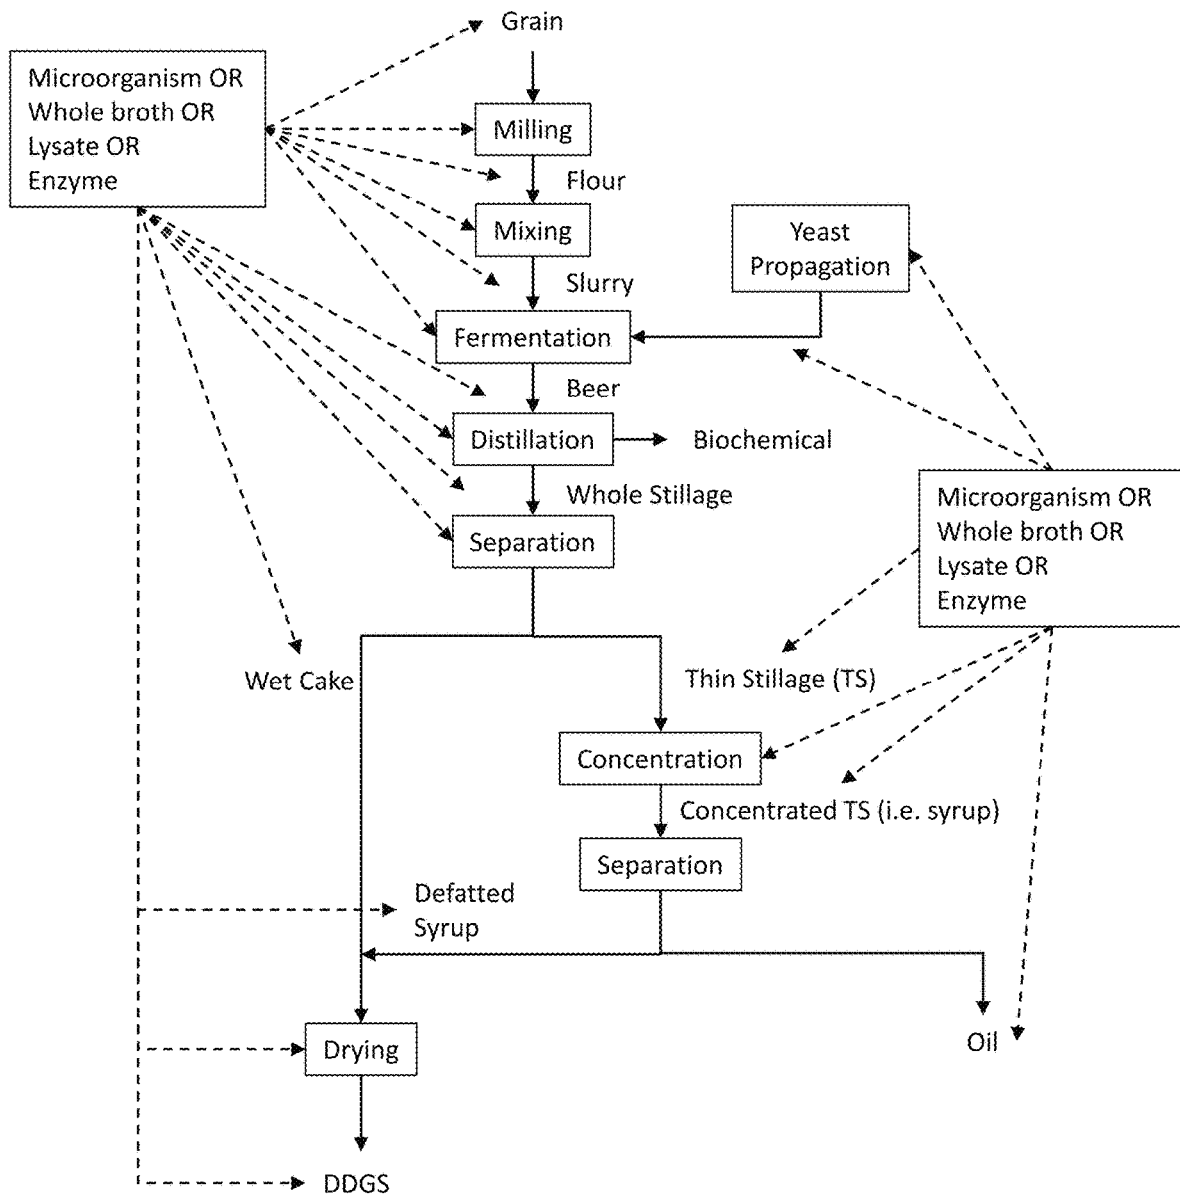 Grain
Microorganism OR
Whole broth OR
Lysate OR
Enzyme
Milling
Flour
Mixing
Yeast
Propagation
Slurry
Fermentation
Beer
Distillation
Biochemical
Whole Stillage
Separation
Microorganism OR
Whole broth OR
Lysate OR
Enzyme
Wet Cake
Thin Stillage (TS)
Concentration
Concentrated TS (i.e. syrup)
Separation
Defatted
Syrup
Drying
Oil
DDGS